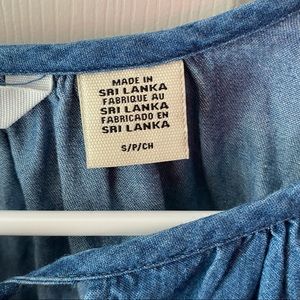 MADE IN
SRI LANKA
FABRIQUE AU
SRI LANKA
FABRICADO EN
SRI LANKA
S/P/CH